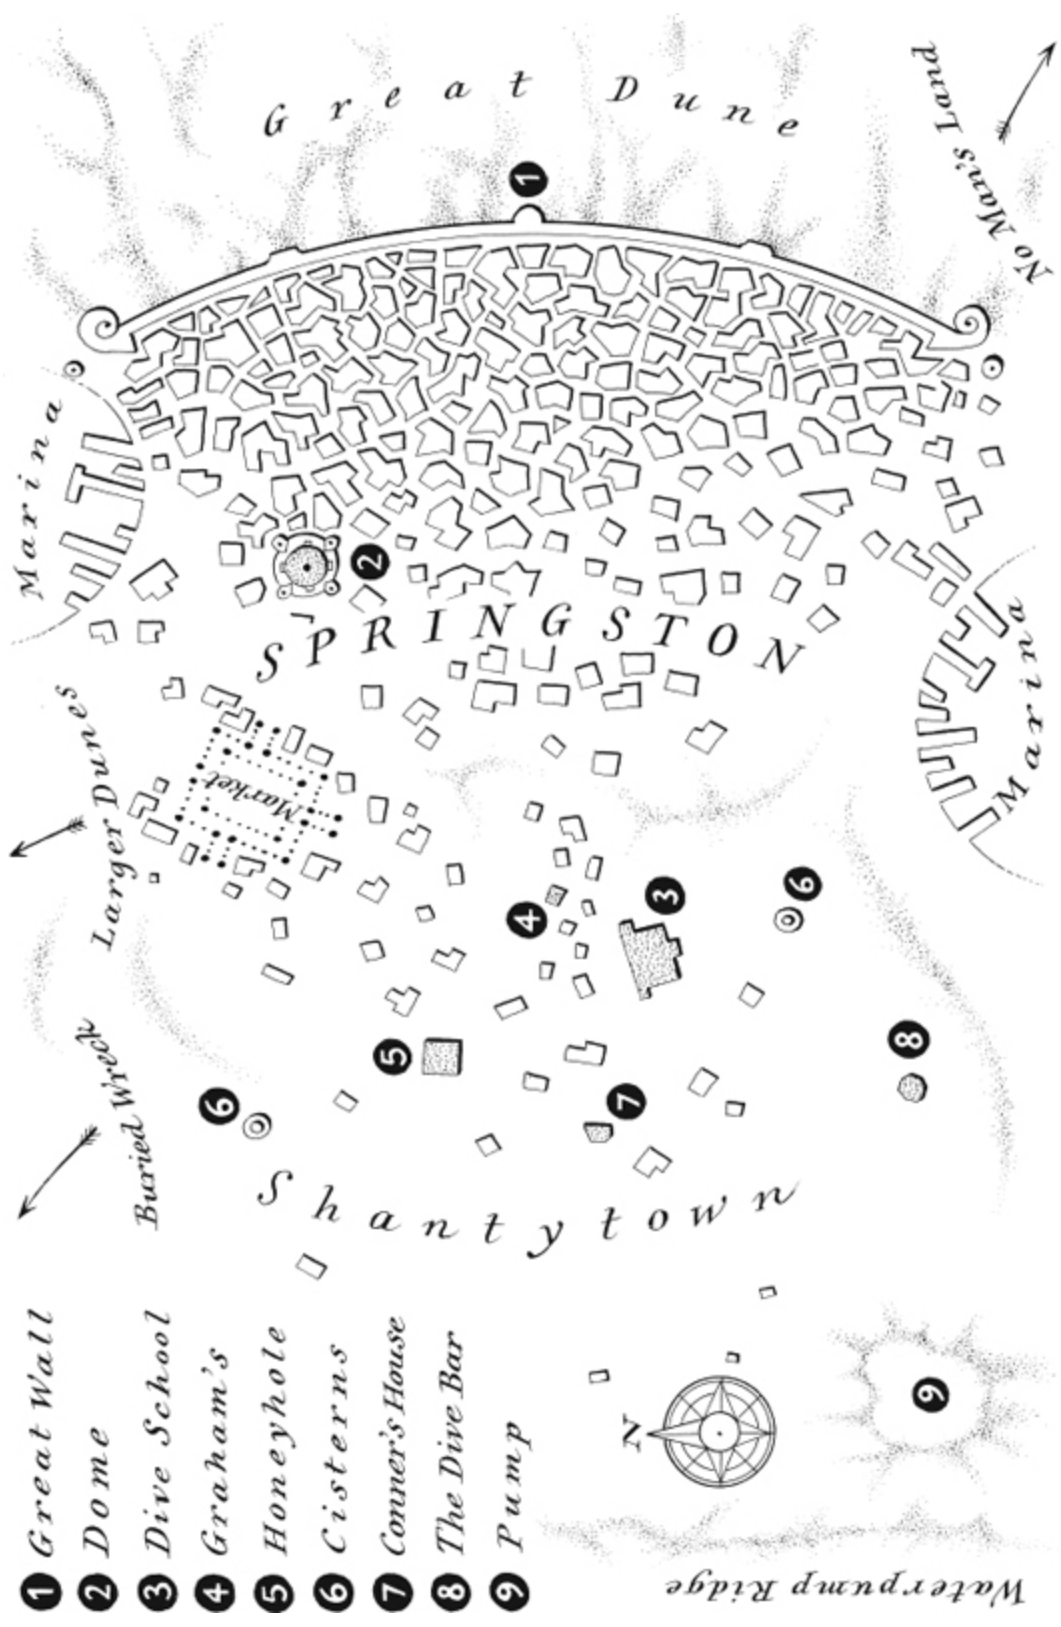 Great Dune
No Man's Land
1
Marina
2
SPRINGSTON
Marina
Larger Dunes
Market
3
4
6
Buried Wreck
5
6
7
8
Shantytown
N
9
Waterpump Ridge
1 Great Wall
2 Dome
3 Dive School
4 Graham's
5 Honeyhole
6 Cisterns
7 Conner's House
8 The Dive Bar
9 Pump